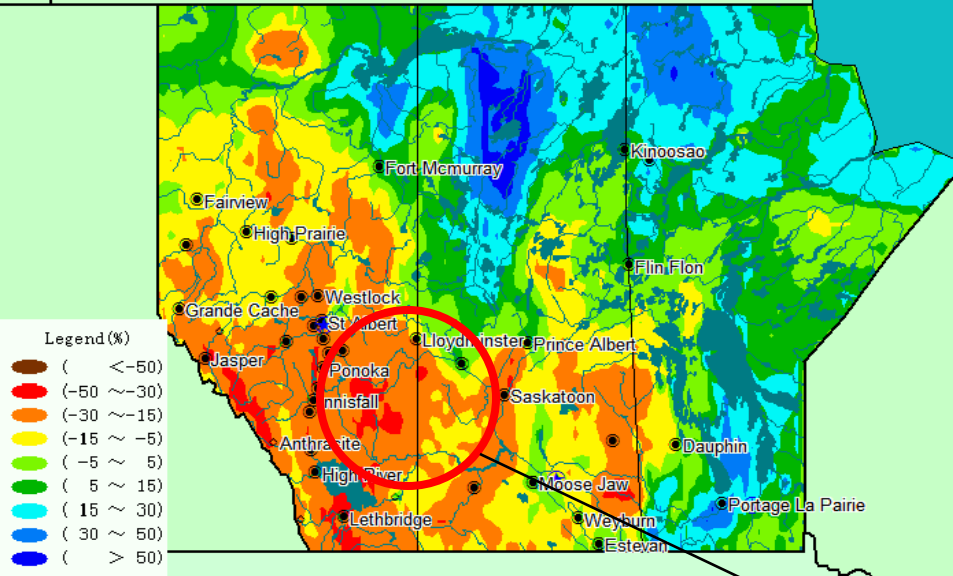 Kinoosao
Fort Mcmurray
Fairview
High Prairie
Flin Flon
Westlock
Grande Cache
St Albert
Lloydminster
Prince Albert
Jasper
Ponoka
Saskatoon
nnisfall
Anthracite
Dauphin
High River
Moose Jaw
Portage La Pairie
Lethbridge
Weyburn
Estevan
Legend(%)
( <-50)
(-50 ~-30)
(-30 ~-15)
(-15 ~ -5)
( -5 ~ 5)
( 5 ~ 15)
( 15 ~ 30)
( 30 ~ 50)
( > 50)